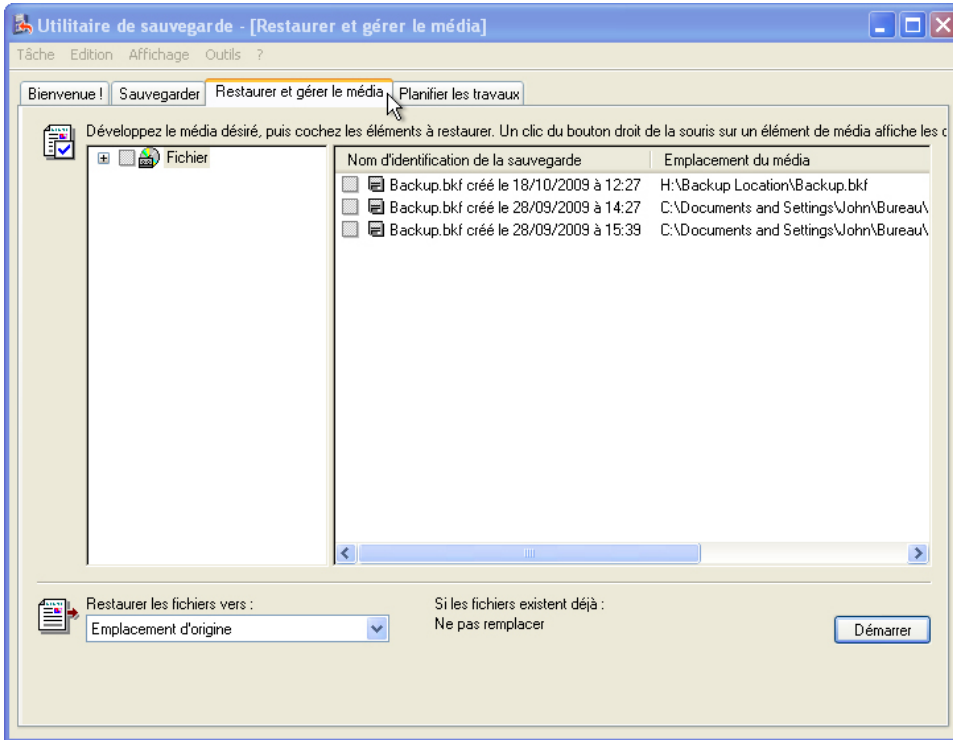 Utilitaire de sauvegarde - [Restaurer et gérer le média]
Tâche Edition Affichage Outils ?
Bienvenue ! Sauvegarder Restaurer et gérer le média Planifier les travaux
Développez le média désiré, puis cochez les éléments à restaurer. Un clic du bouton droit de la souris sur un élément de média affiche les
Fichier
Nom d'identification de la sauvegarde Emplacement du média
Backup.bkf créé le 18/10/2009 à 12:27 H:\Backup Location\Backup.bkf
Backup.bkf créé le 28/09/2009 à 14:27 C:\Documents and Settings\John\Bureau\
Backup.bkf créé le 28/09/2009 à 15:39 C:\Documents and Settings\John\Bureau\
Restaurer les fichiers vers :
Emplacement d'origine
Si les fichiers existent déjà :
Ne pas remplacer
Démarrer